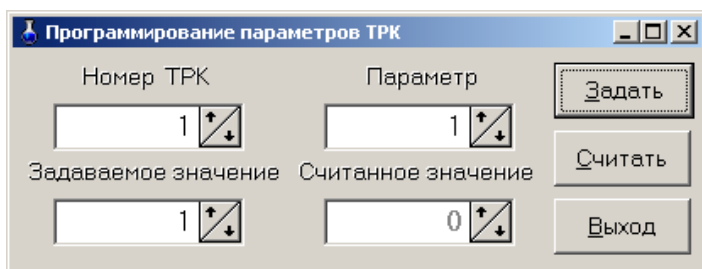 Программирование параметров ТРК
Номер ТРК Параметр
Задать
1 1
Считать
Задаваемое значение Считанное значение
1 0
Выход